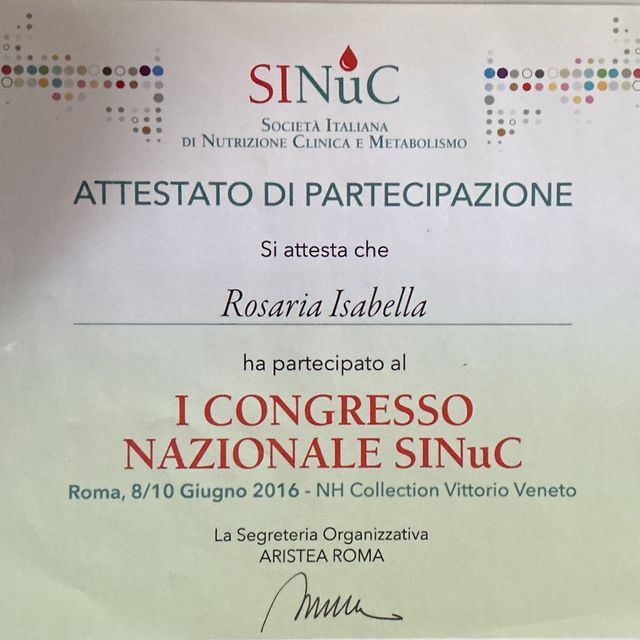 SINuC
Società Italiana
di Nutrizione Clinica e Metabolismo
ATTESTATO DI PARTECIPAZIONE
Si attesta che
Rosaria Isabella
ha partecipato al
I CONGRESSO
NAZIONALE SINuC
Roma, 8/10 Giugno 2016 - NH Collection Vittorio Veneto
La Segreteria Organizzativa
ARISTEA ROMA